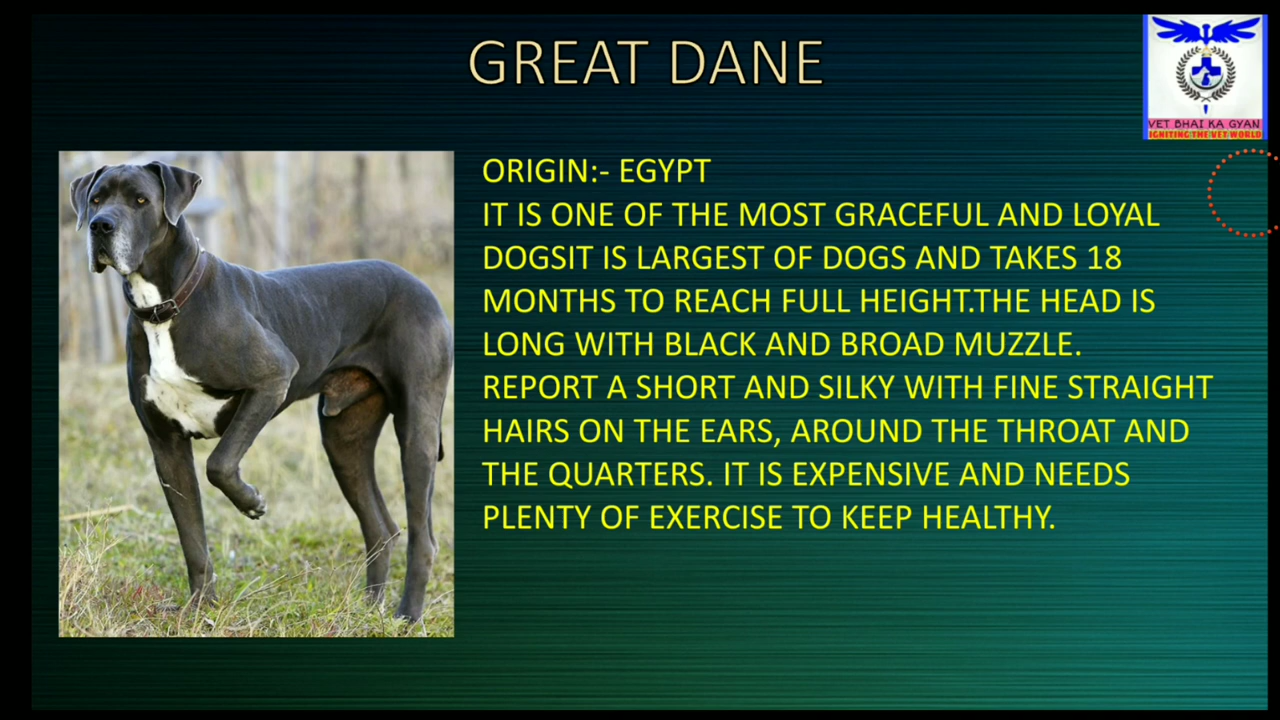 GREAT DANE
VET BHAI KA GYAN
IGNITING THE VET WORLD
ORIGIN:- EGYPT
IT IS ONE OF THE MOST GRACEFUL AND LOYAL
DOGSIT IS LARGEST OF DOGS AND TAKES 18
MONTHS TO REACH FULL HEIGHT.THE HEAD IS
LONG WITH BLACK AND BROAD MUZZLE.
REPORT A SHORT AND SILKY WITH FINE STRAIGHT
HAIRS ON THE EARS, AROUND THE THROAT AND
THE QUARTERS. IT IS EXPENSIVE AND NEEDS
PLENTY OF EXERCISE TO KEEP HEALTHY.